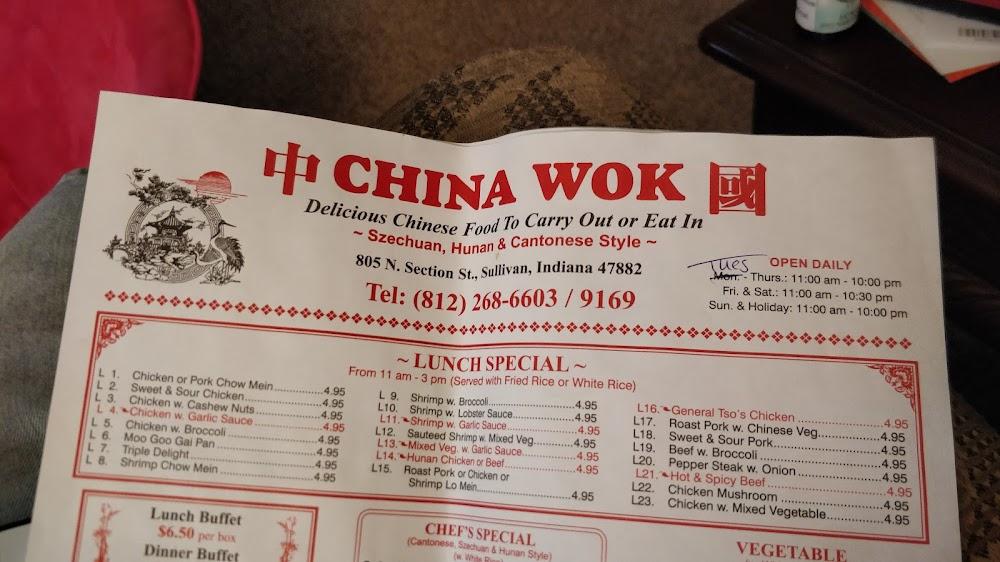 中 CHINA WOK 國
Delicious Chinese Food To Carry Out or Eat In
~ Szechuan, Hunan & Cantonese Style ~
805 N. Section St., Sullivan, Indiana 47882
Tel: (812) 268-6603 / 9169
OPEN DAILY
Tues
Mon. - Thurs.: 11:00 am - 10:00 pm
Fri. & Sat.: 11:00 am - 10:30 pm
Sun. & Holiday: 11:00 am - 10:00 pm
~ LUNCH SPECIAL ~
From 11 am - 3 pm (Served with Fried Rice or White Rice)
L 1. Chicken or Pork Chow Mein 4.95
L 2. Sweet & Sour Chicken 4.95
L 3. Chicken w. Cashew Nuts 4.95
L 4. Chicken w. Garlic Sauce 4.95
L 5. Chicken w. Broccoli 4.95
L 6. Moo Goo Gai Pan 4.95
L 7. Triple Delight 4.95
L 8. Shrimp Chow Mein 4.95
L 9. Shrimp w. Broccoli 4.95
L10. Shrimp w. Lobster Sauce 4.95
L11. Shrimp w. Garlic Sauce 4.95
L12. Sauteed Shrimp w. Mixed Veg. 4.95
L13. Mixed Veg. w. Garlic Sauce 4.95
L14. Hunan Chicken or Beef 4.95
L15. Roast Pork or Chicken or
Shrimp Lo Mein 4.95
L16. General Tso's Chicken 4.95
L17. Roast Pork w. Chinese Veg. 4.95
L18. Sweet & Sour Pork 4.95
L19. Beef w. Broccoli 4.95
L20. Pepper Steak w. Onion 4.95
L21. Hot & Spicy Beef 4.95
L22. Chicken Mushroom 4.95
L23. Chicken w. Mixed Vegetable 4.95
Lunch Buffet
$6.50 per box
Dinner Buffet
CHEF'S SPECIAL
(Cantonese, Szechuan & Hunan Style)
(w. White Rice)
VEGETABLE